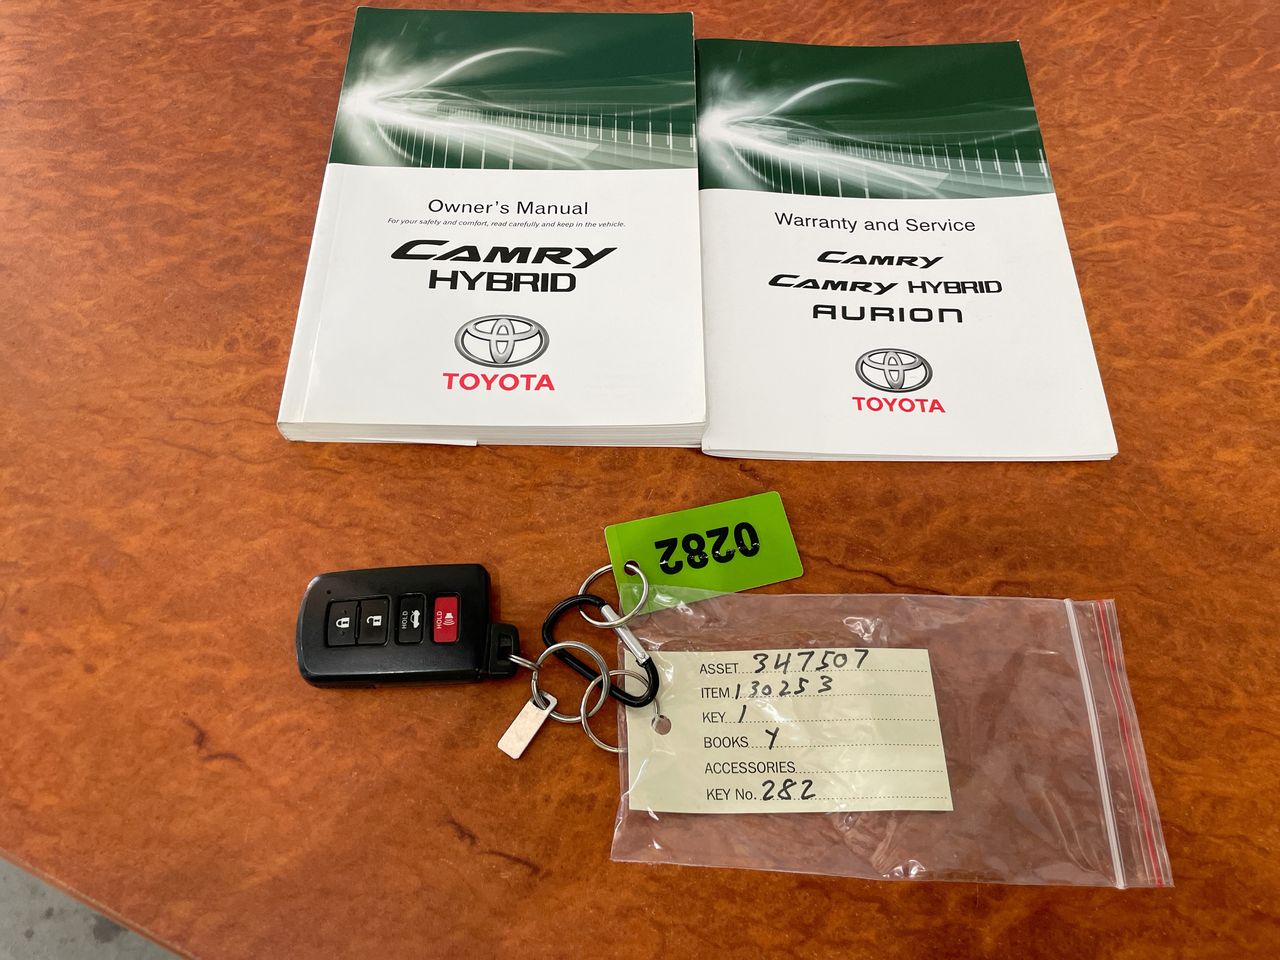 Owner's Manual
For your safety and comfort, read carefully and keep in the vehicle.
CAMRY
HYBRID
TOYOTA
Warranty and Service
CAMRY
CAMRY HYBRID
AURION
TOYOTA
0282
HOLD
HOLD
ASSET 347507
ITEM 130253
KEY 1
BOOKS Y
ACCESSORIES
KEY No. 282